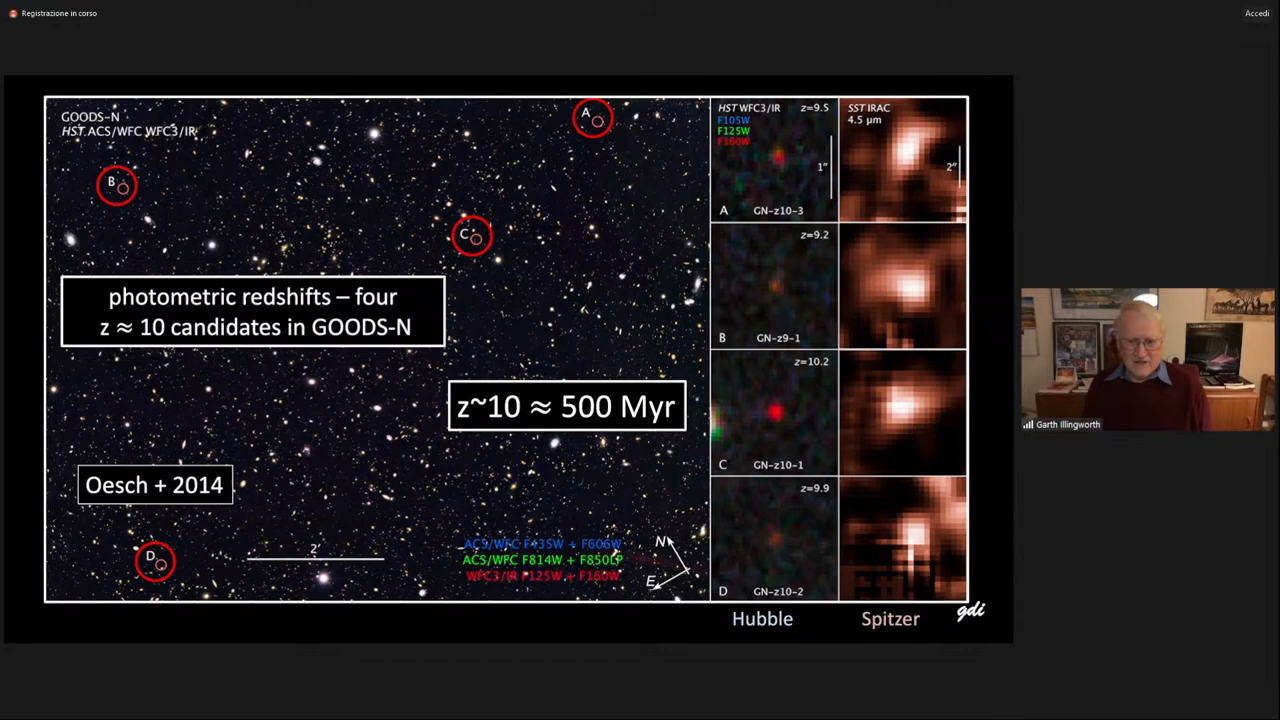 Registrazione in corso
Accedi
GOODS-N
HST ACS/WFC WFC3/IR
A
B
C
photometric redshifts – four
z ≈ 10 candidates in GOODS-N
z~10 ≈ 500 Myr
Oesch + 2014
D
2'
ACS/WFC F435W + F606W
ACS/WFC F814W + F850LP
WFC3/IR F125W + F160W
N
E
HST WFC3/IR z=9.5
F105W
F125W
F160W
1"
A GN-z10-3
SST IRAC
4.5 μm
2"
z=9.2
B GN-z9-1
z=10.2
C GN-z10-1
z=9.9
D GN-z10-2
Hubble
Spitzer
gdi
Garth Illingworth